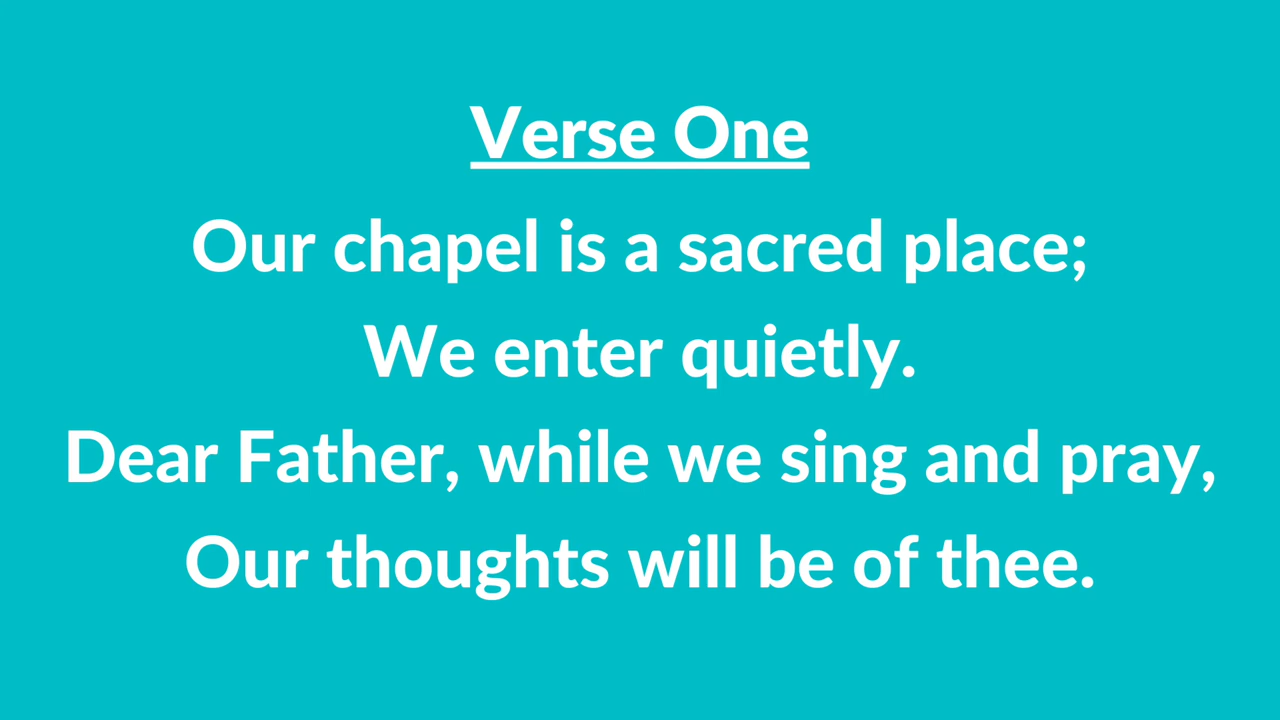 Verse One
Our chapel is a sacred place;
We enter quietly.
Dear Father, while we sing and pray,
Our thoughts will be of thee.